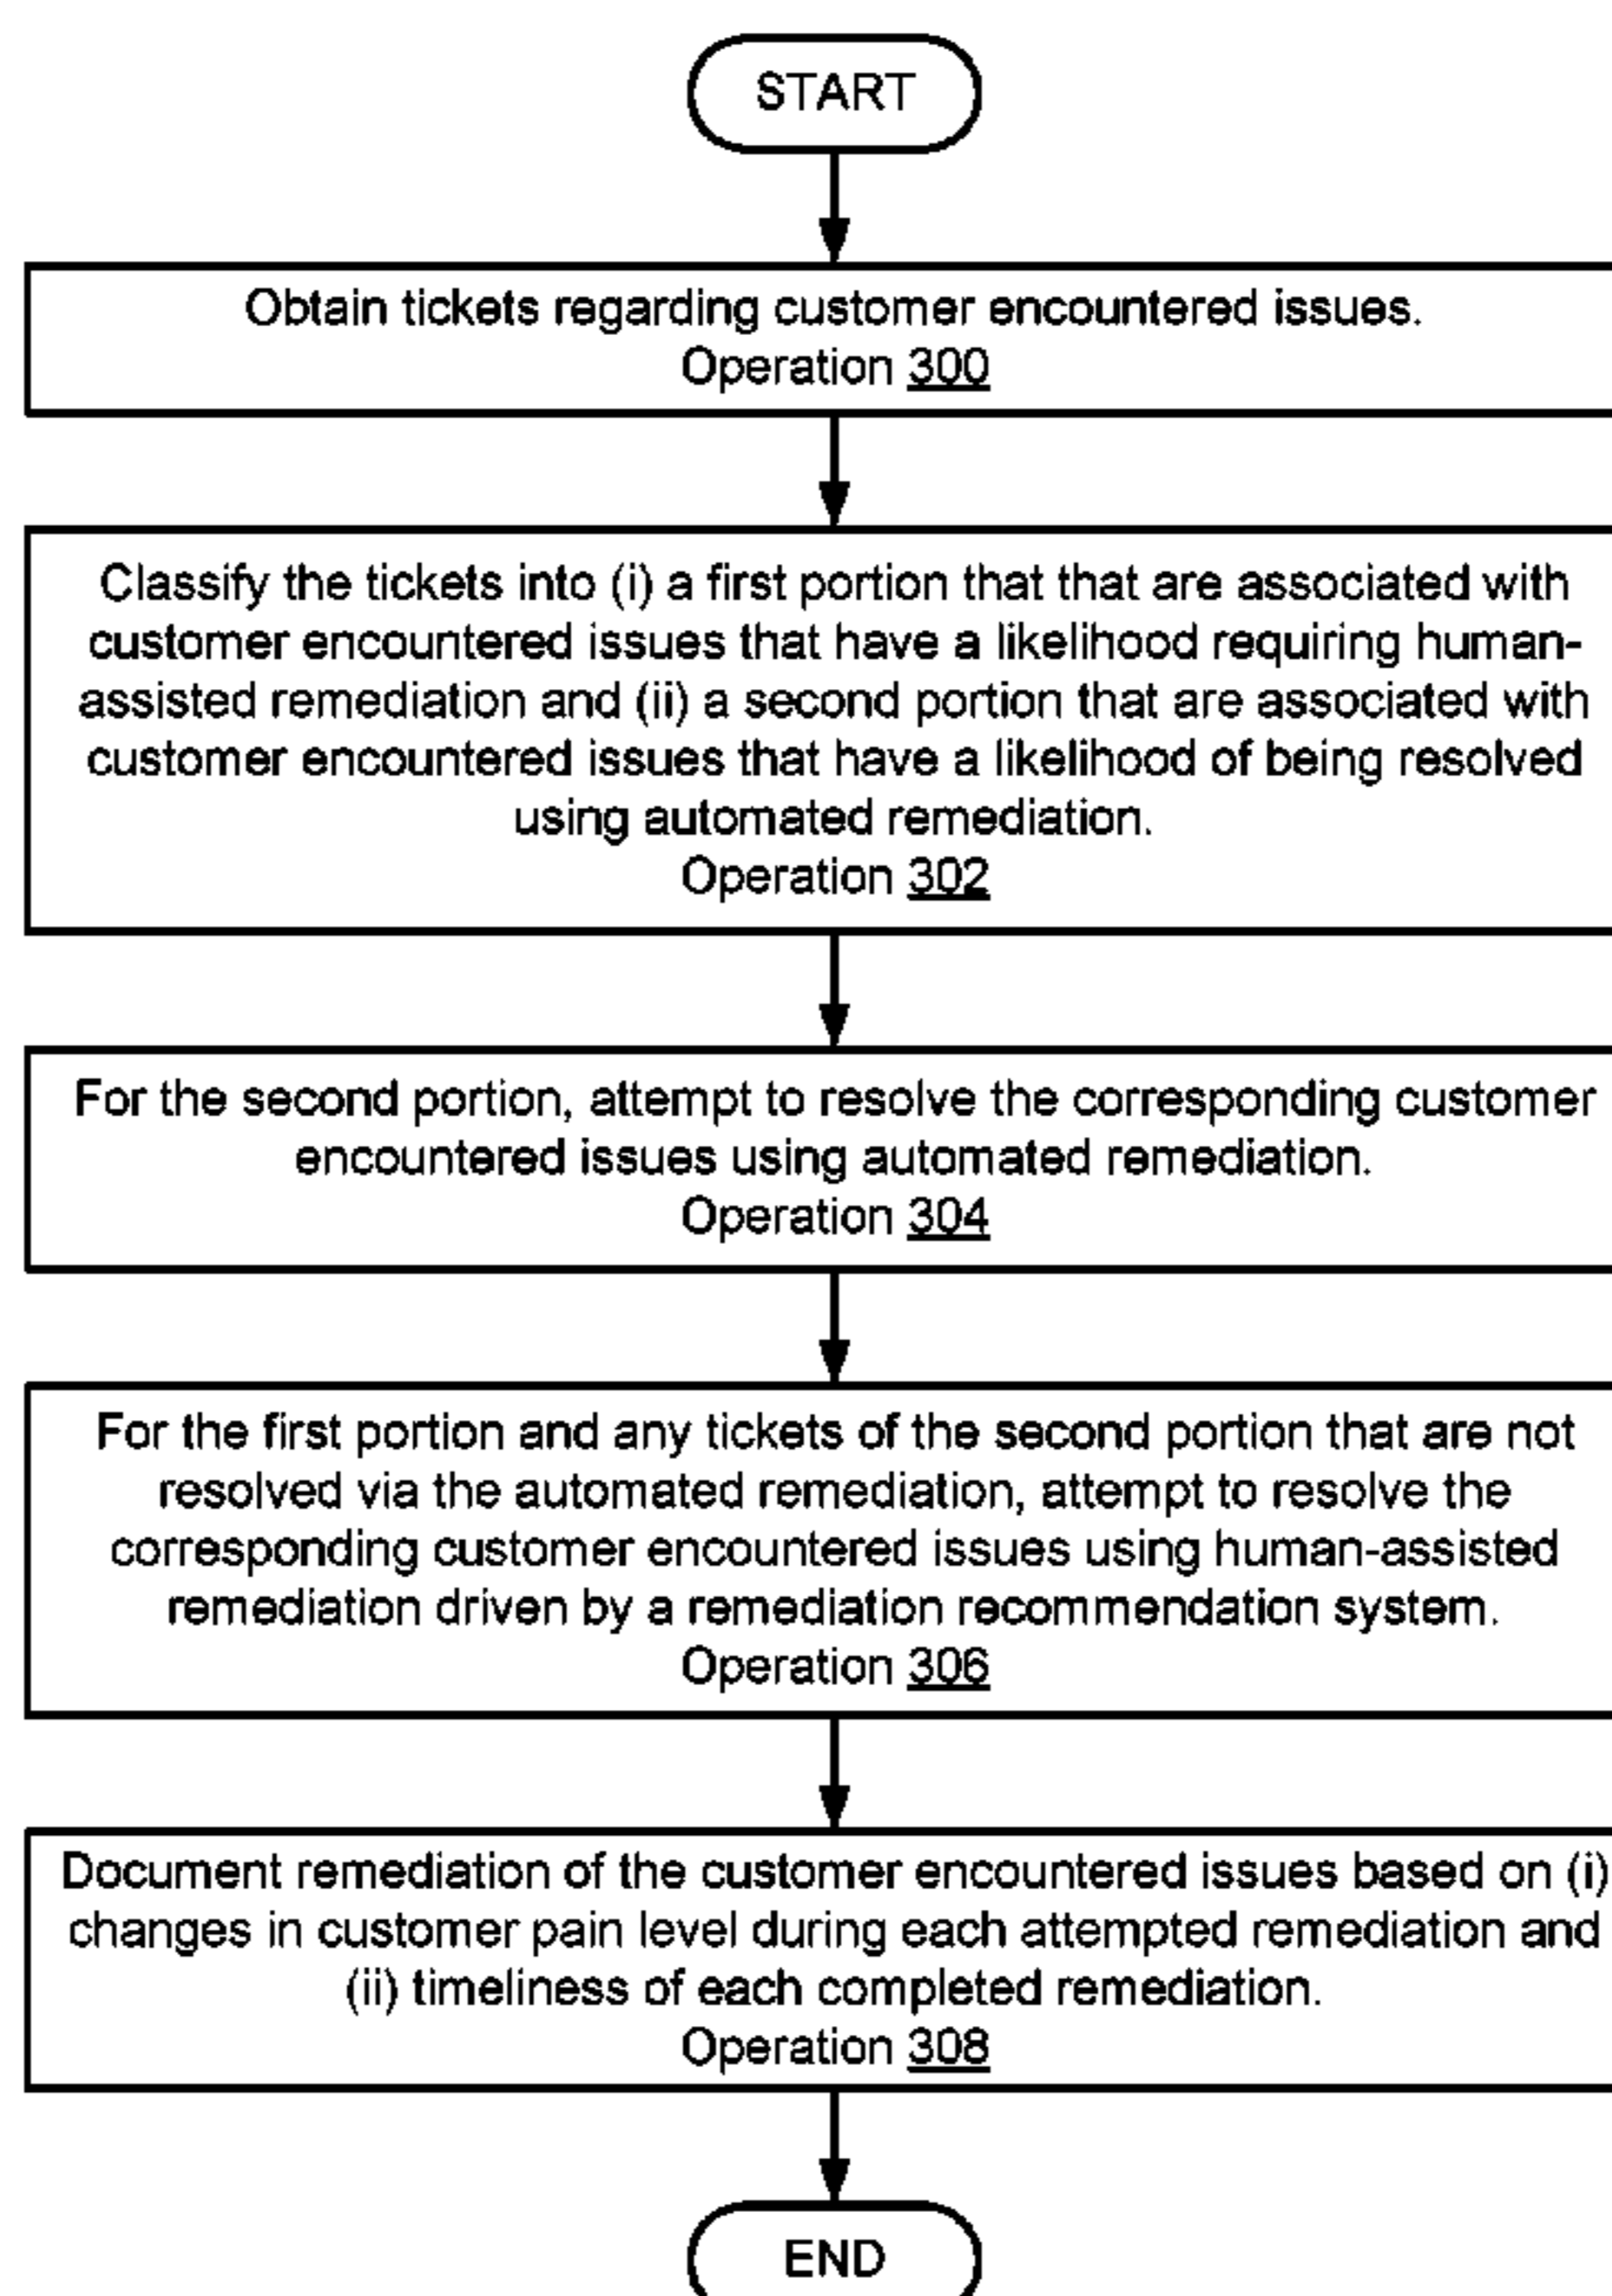 START
Obtain tickets regarding customer encountered issues.
Operation 300
Classify the tickets into (i) a first portion that that are associated with
customer encountered issues that have a likelihood requiring human-
assisted remediation and (ii) a second portion that are associated with
customer encountered issues that have a likelihood of being resolved
using automated remediation.
Operation 302
For the second portion, attempt to resolve the corresponding customer
encountered issues using automated remediation.
Operation 304
For the first portion and any tickets of the second portion that are not
resolved via the automated remediation, attempt to resolve the
corresponding customer encountered issues using human-assisted
remediation driven by a remediation recommendation system.
Operation 306
Document remediation of the customer encountered issues based on (i)
changes in customer pain level during each attempted remediation and
(ii) timeliness of each completed remediation.
Operation 308
END